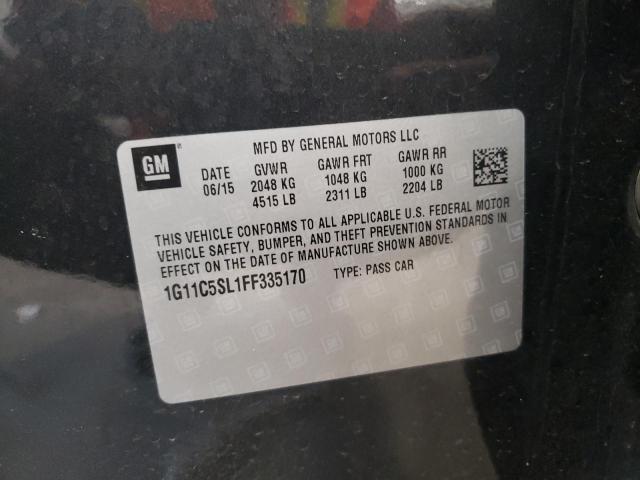 GM
MFD BY GENERAL MOTORS LLC
DATE GVWR GAWR FRT GAWR RR
06/15 2048 KG 1048 KG 1000 KG
4515 LB 2311 LB 2204 LB
THIS VEHICLE CONFORMS TO ALL APPLICABLE U.S. FEDERAL MOTOR
VEHICLE SAFETY, BUMPER, AND THEFT PREVENTION STANDARDS IN
EFFECT ON THE DATE OF MANUFACTURE SHOWN ABOVE.
1G11C5SL1FF335170 TYPE: PASS CAR